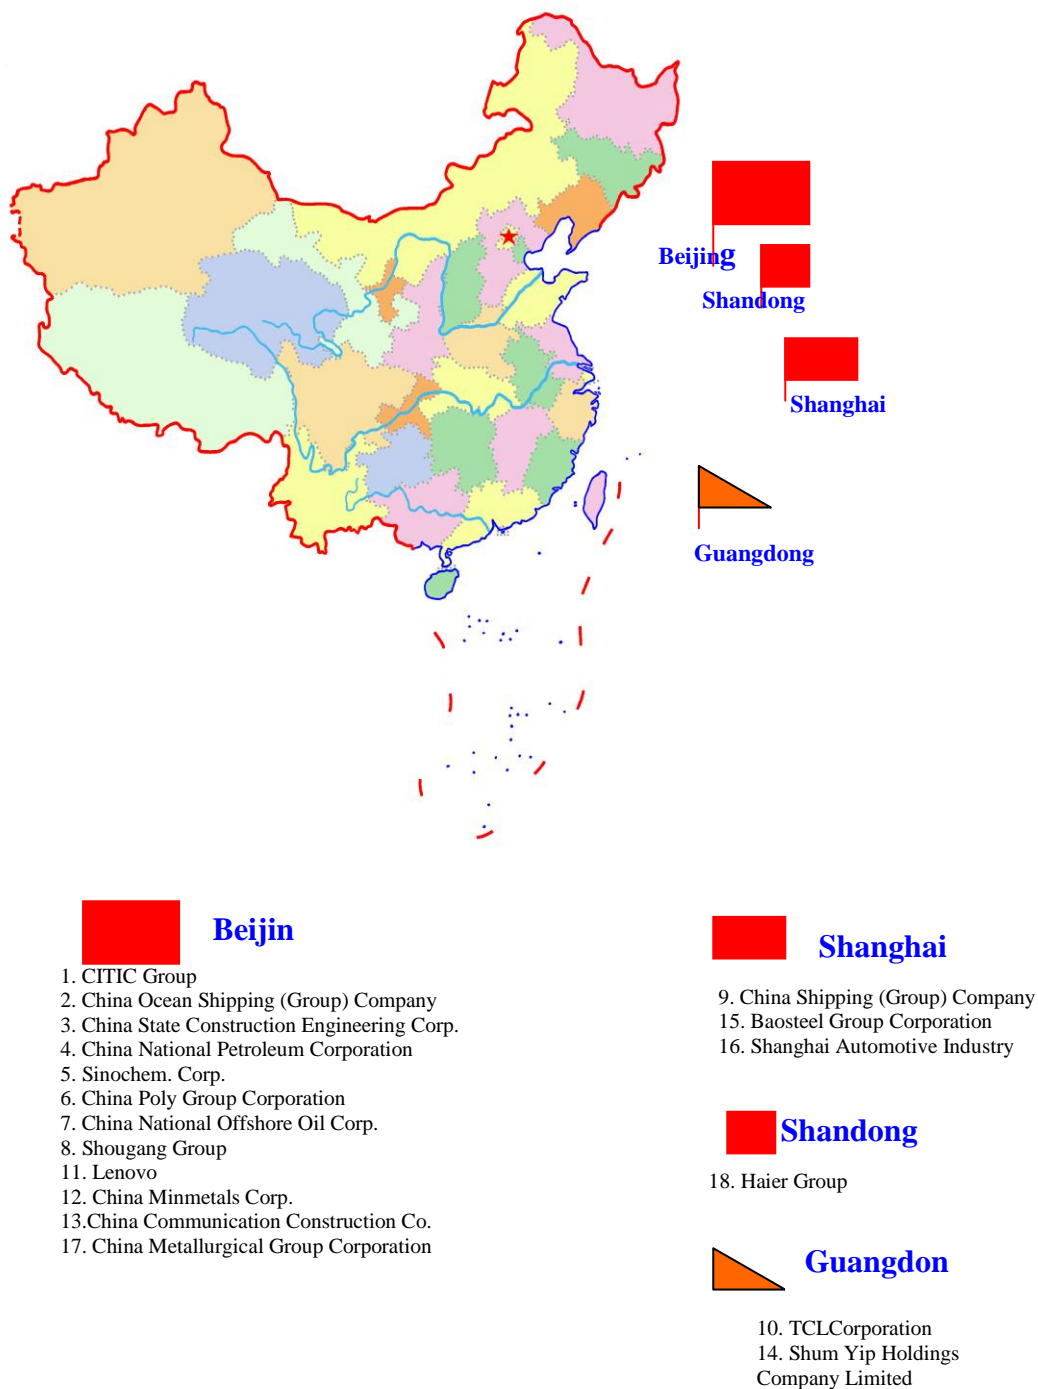 Beijing
Shandong
Shanghai
Guangdong
Beijin
1. CITIC Group
2. China Ocean Shipping (Group) Company
3. China State Construction Engineering Corp.
4. China National Petroleum Corporation
5. Sinochem. Corp.
6. China Poly Group Corporation
7. China National Offshore Oil Corp.
8. Shougang Group
11. Lenovo
12. China Minmetals Corp.
13.China Communication Construction Co.
17. China Metallurgical Group Corporation
Shanghai
9. China Shipping (Group) Company
15. Baosteel Group Corporation
16. Shanghai Automotive Industry
Shandong
18. Haier Group
Guangdon
10. TCLCorporation
14. Shum Yip Holdings
Company Limited